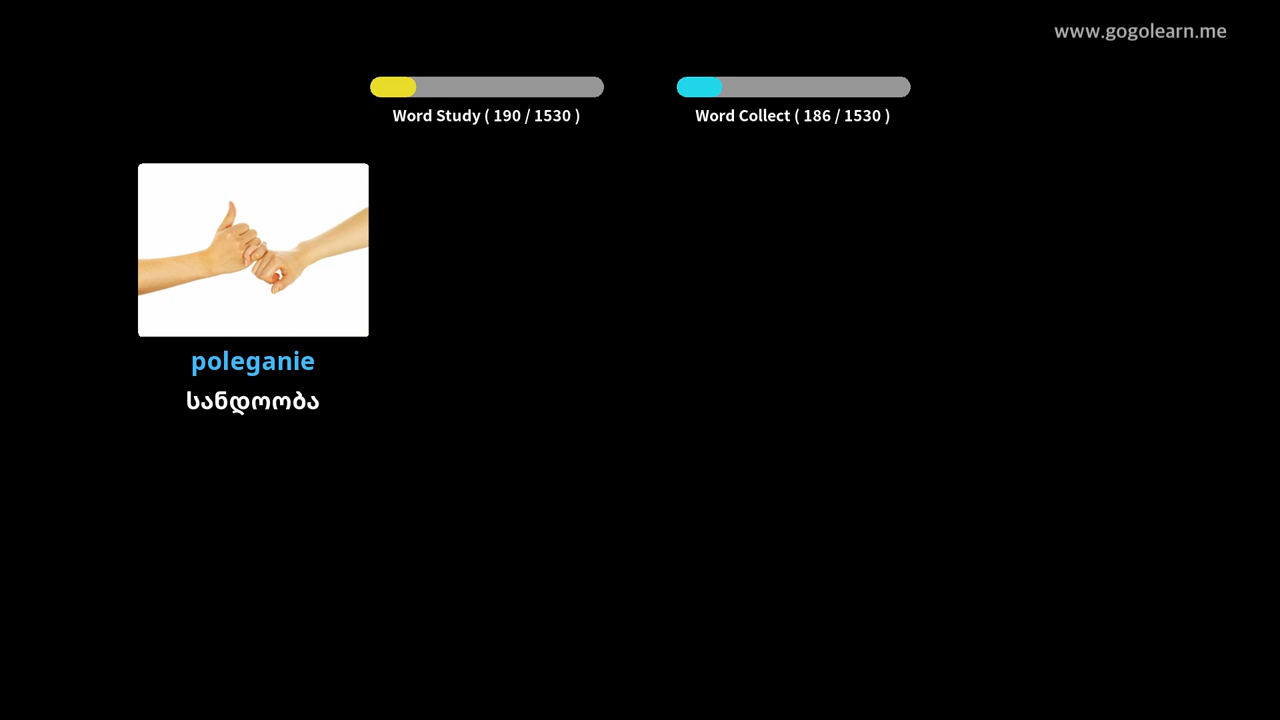 www.gogolearn.me
Word Study ( 190 / 1530 )
Word Collect ( 186 / 1530 )
poleganie
სანდოობა